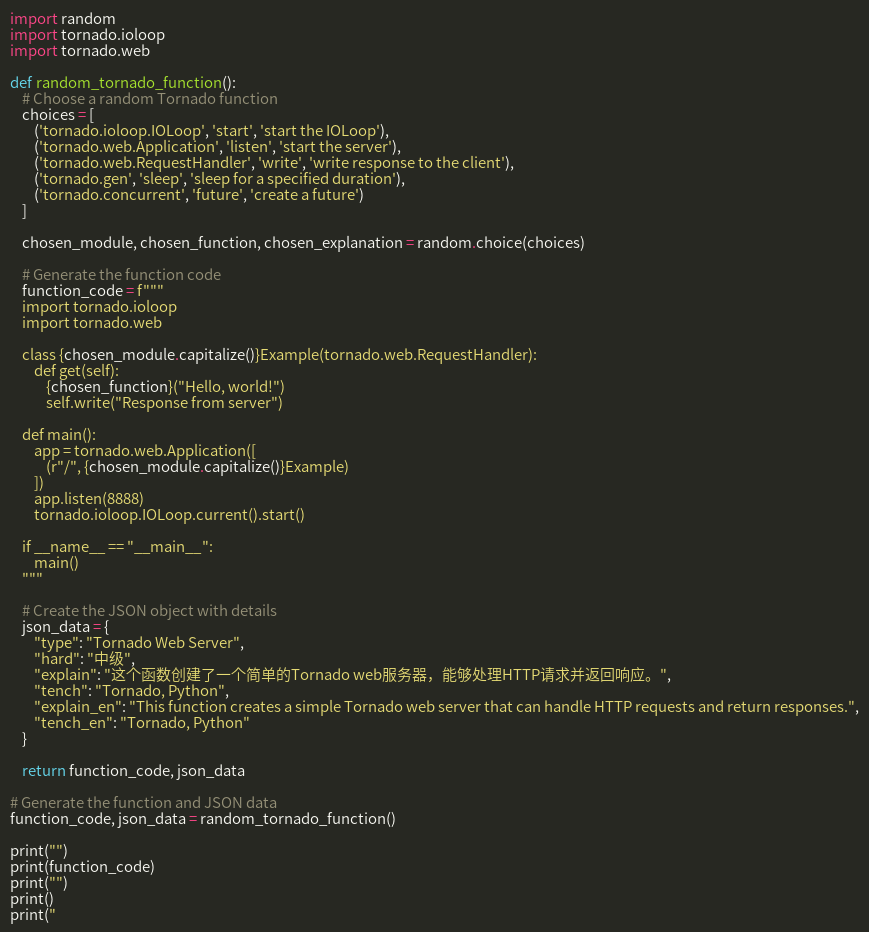 import random
import tornado.ioloop
import tornado.web

def random_tornado_function():
    # Choose a random Tornado function
    choices = [
        ('tornado.ioloop.IOLoop', 'start', 'start the IOLoop'),
        ('tornado.web.Application', 'listen', 'start the server'),
        ('tornado.web.RequestHandler', 'write', 'write response to the client'),
        ('tornado.gen', 'sleep', 'sleep for a specified duration'),
        ('tornado.concurrent', 'future', 'create a future')
    ]

    chosen_module, chosen_function, chosen_explanation = random.choice(choices)

    # Generate the function code
    function_code = f"""
    import tornado.ioloop
    import tornado.web

    class {chosen_module.capitalize()}Example(tornado.web.RequestHandler):
        def get(self):
            {chosen_function}("Hello, world!")
            self.write("Response from server")

    def main():
        app = tornado.web.Application([
            (r"/", {chosen_module.capitalize()}Example)
        ])
        app.listen(8888)
        tornado.ioloop.IOLoop.current().start()

    if __name__ == "__main__":
        main()
    """

    # Create the JSON object with details
    json_data = {
        "type": "Tornado Web Server",
        "hard": "中级",
        "explain": "这个函数创建了一个简单的Tornado web服务器，能够处理HTTP请求并返回响应。",
        "tench": "Tornado, Python",
        "explain_en": "This function creates a simple Tornado web server that can handle HTTP requests and return responses.",
        "tench_en": "Tornado, Python"
    }

    return function_code, json_data

# Generate the function and JSON data
function_code, json_data = random_tornado_function()

print("")
print(function_code)
print("")
print()
print("